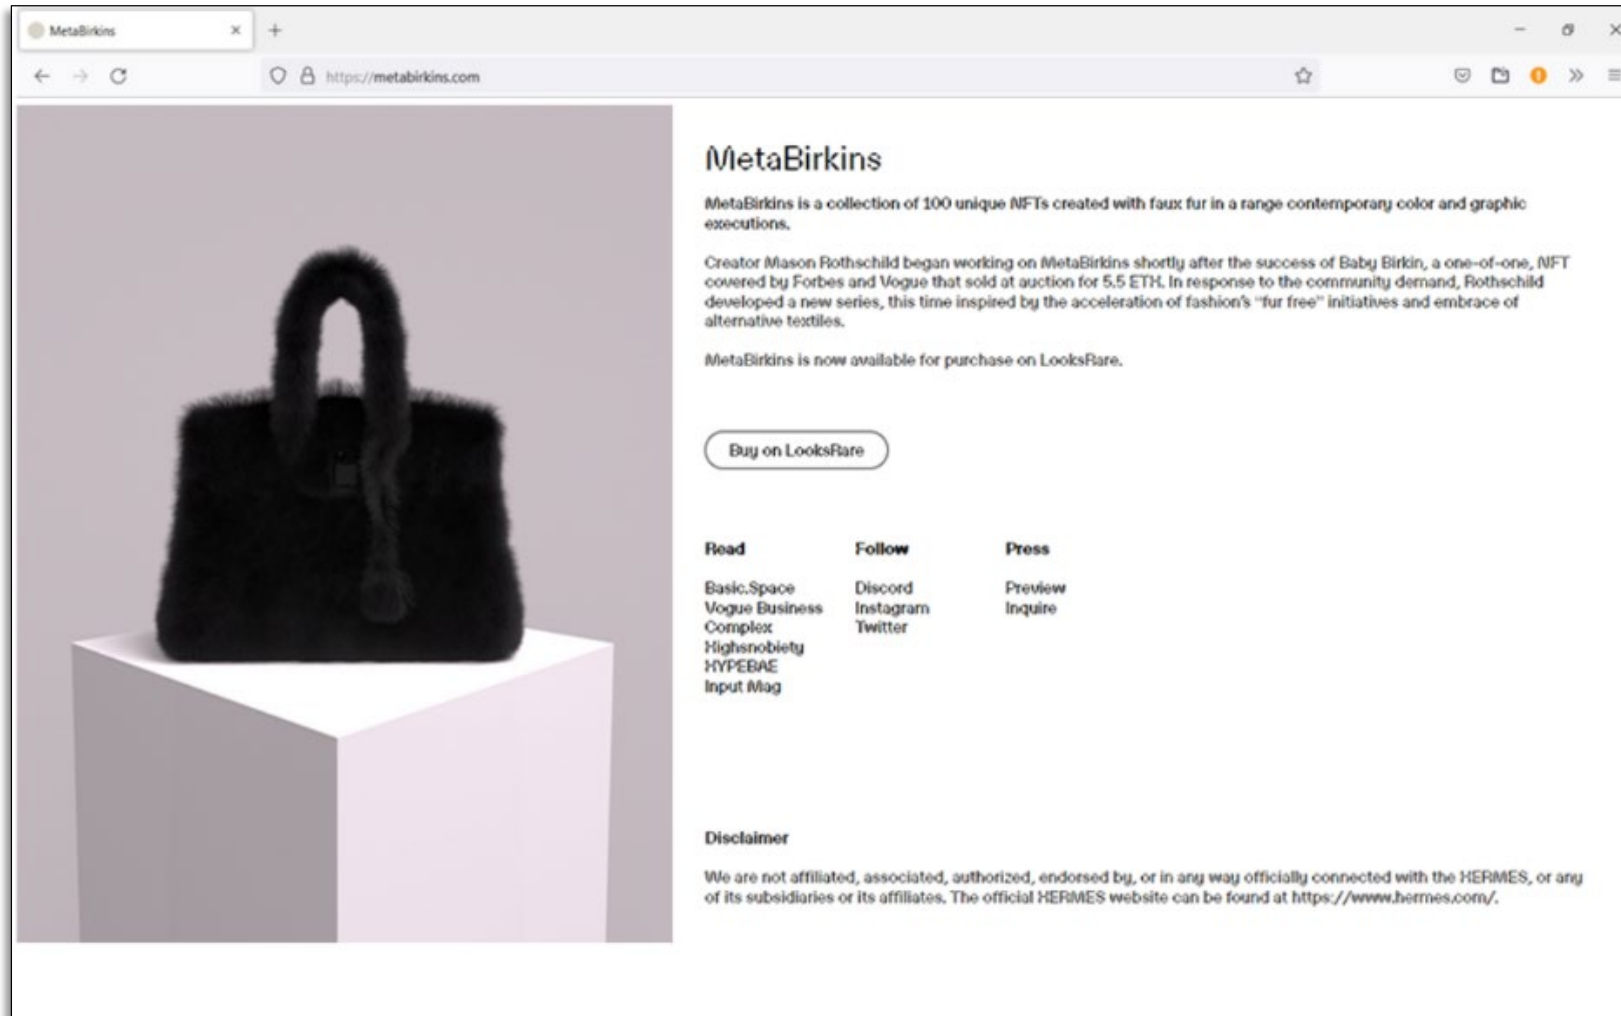 MetaBirkins
https://metabirkins.com
MetaBirkins
MetaBirkins is a collection of 100 unique NFTs created with faux fur in a range contemporary color and graphic
executions.
Creator Mason Rothschild began working on MetaBirkins shortly after the success of Baby Birkin, a one-of-one, NFT
covered by Forbes and Vogue that sold at auction for 5.5 ETH. In response to the community demand, Rothschild
developed a new series, this time inspired by the acceleration of fashion's "fur free" initiatives and embrace of
alternative textiles.
MetaBirkins is now available for purchase on LooksRare.
Buy on LooksRare
Read
Basic.Space
Vogue Business
Complex
Highsnobiety
HYPEBAE
Input Mag
Follow
Discord
Instagram
Twitter
Press
Preview
Inquire
Disclaimer
We are not affiliated, associated, authorized, endorsed by, or in any way officially connected with the HERMES, or any
of its subsidiaries or its affiliates. The official HERMES website can be found at https://www.hermes.com/.